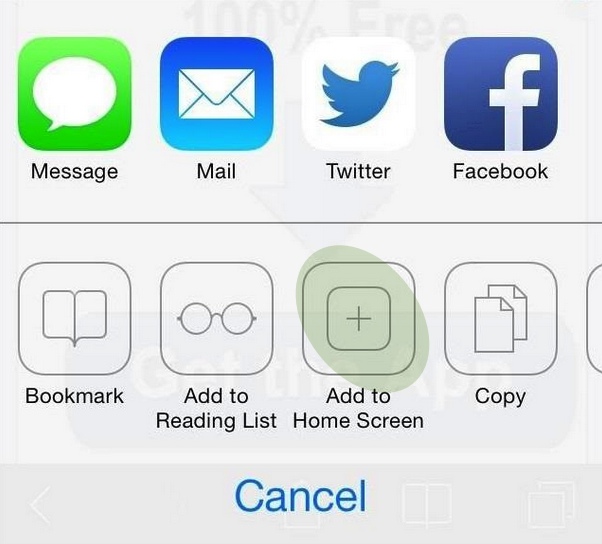 100% Free
Message Mail Twitter Facebook
Get the App
Bookmark Add to Reading List Add to Home Screen Copy
Cancel